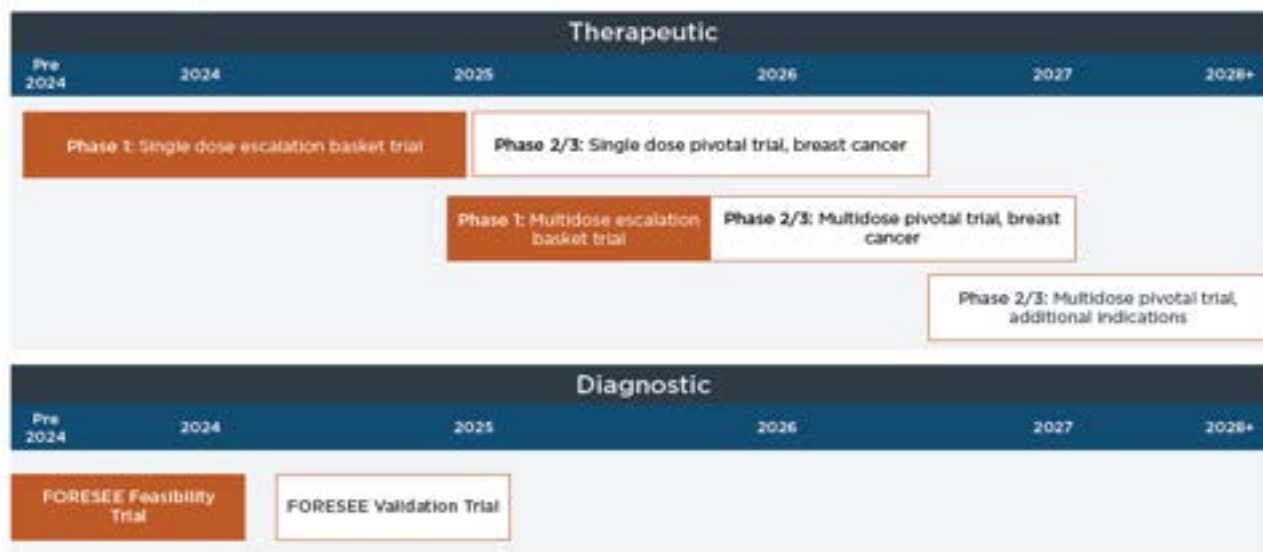 Therapeutic
Pre
2024
2024
2025
2026
2027
2028+
Phase 1: Single dose escalation basket trial
Phase 2/3: Single dose pivotal trial, breast cancer
Phase 1: Multidose escalation
basket trial
Phase 2/3: Multidose pivotal trial, breast
cancer
Phase 2/3: Multidose pivotal trial,
additional indications
Diagnostic
Pre
2024
2024
2025
2026
2027
2028+
FORESEE Feasibility
Trial
FORESEE Validation Trial